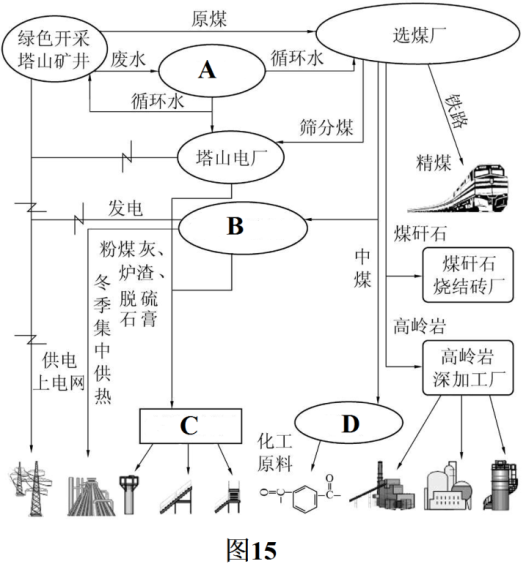 原煤
绿色开采
塔山矿井
选煤厂
废水
A
循环水
循环水
筛分煤
铁路
塔山电厂
精煤
发电
B
煤矸石
粉煤灰、
炉渣、
脱硫
石膏
中煤
煤矸石
烧结砖厂
冬季集中供热
高岭岩
供电
上电网
高岭岩
深加工厂
C
D
化工
原料
O
O
图15